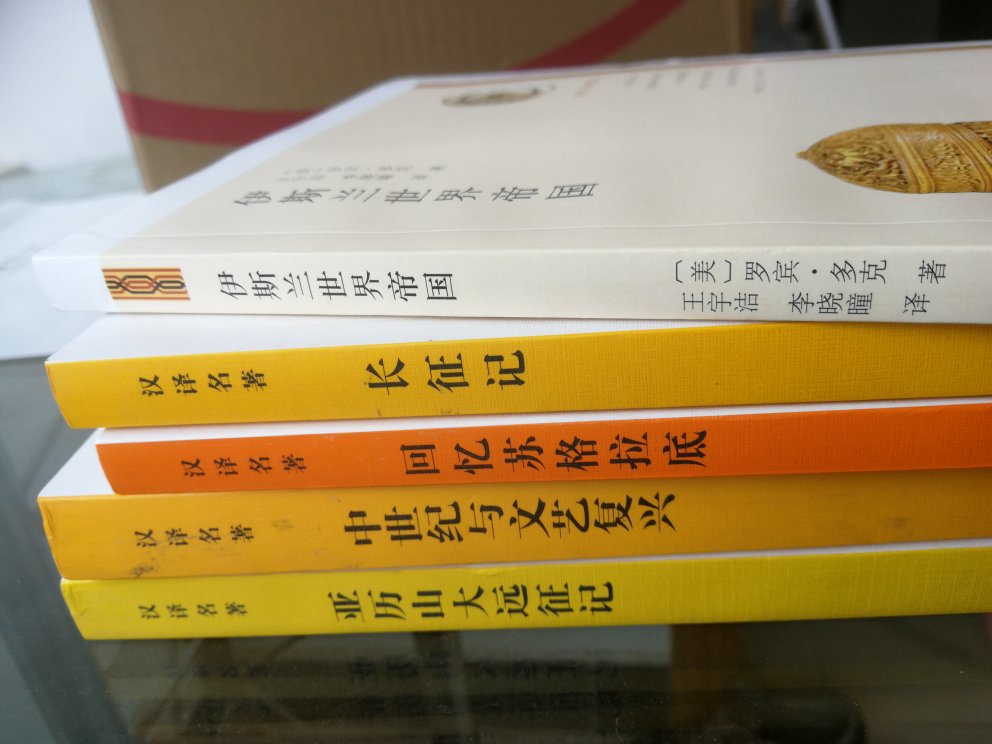 伊斯兰世界帝国
伊斯兰世界帝国
〔美〕罗宾·多克 著
王宇洁 李晓瞳 译
汉译名著
长征记
汉译名著
回忆苏格拉底
汉译名著
中世纪与文艺复兴
汉译名著
亚历山大远征记